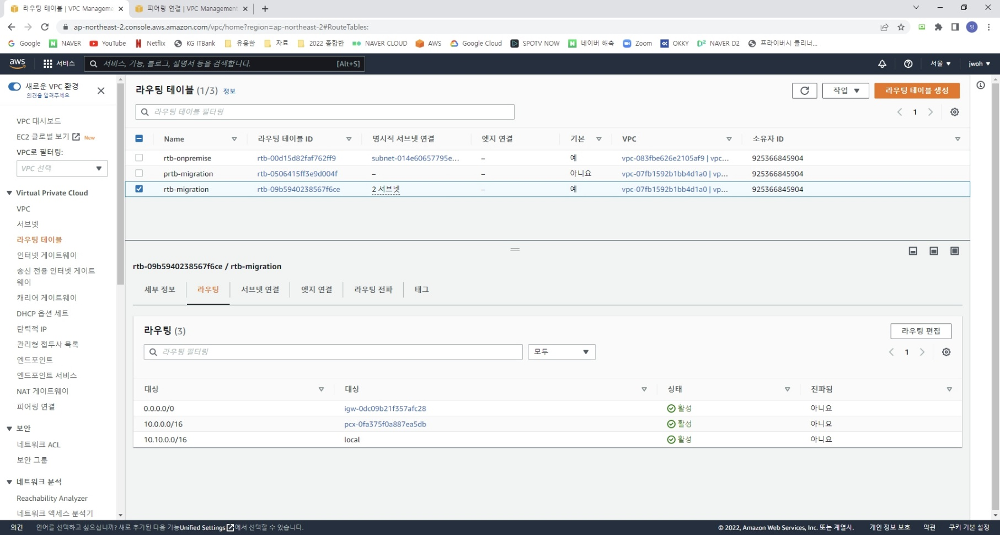 라우팅 테이블 | VPC Manageme
피어링 연결 | VPC Management
ap-northeast-2.console.aws.amazon.com/vpc/home?region=ap-northeast-2#RouteTables:
Google NAVER YouTube Netflix KG ITBank 유용한 자료 2022 종합반 NAVER CLOUD AWS Google Cloud SPOTV NOW 네이버 해축 Zoom OKKY NAVER D2 프라이버시 클리너...
aws 서비스 서비스, 기능, 블로그, 설명서 등을 검색합니다. [Alt+S] 서울 jwoh
새로운 VPC 환경
의견을 알려주세요
VPC 대시보드
EC2 글로벌 보기 New
VPC로 필터링:
VPC 선택
Virtual Private Cloud
VPC
서브넷
라우팅 테이블
인터넷 게이트웨이
송신 전용 인터넷 게이트
웨이
캐리어 게이트웨이
DHCP 옵션 세트
탄력적 IP
관리형 접두사 목록
엔드포인트
엔드포인트 서비스
NAT 게이트웨이
피어링 연결
보안
네트워크 ACL
보안 그룹
네트워크 분석
Reachability Analyzer
네트워크 액세스 분석기
라우팅 테이블 (1/3) 정보
작업 라우팅 테이블 생성
라우팅 테이블 필터링
1
Name 라우팅 테이블 ID 명시적 서브넷 연결 엣지 연결 기본 VPC 소유자 ID
rtb-onpremise rtb-00d15d82faf762ff9 subnet-014e60657795e... – 예 vpc-083fbe626e2105af9 | vpc... 925366845904
prtb-migration rtb-0506415ff3e9d004f – – 아니요 vpc-07fb1592b1bb4d1a0 | vp... 925366845904
rtb-migration rtb-09b5940238567f6ce 2 서브넷 – 예 vpc-07fb1592b1bb4d1a0 | vp... 925366845904
rtb-09b5940238567f6ce / rtb-migration
세부 정보 라우팅 서브넷 연결 엣지 연결 라우팅 전파 태그
라우팅 (3)
라우팅 편집
라우팅 필터링 모두
1
대상 대상 상태 전파됨
0.0.0.0/0 igw-0dc09b21f357afc28 활성 아니요
10.0.0.0/16 pcx-0fa375f0a887ea5db 활성 아니요
10.10.0.0/16 local 활성 아니요
의견 언어를 선택하고 싶으십니까? 새로 추가된 다음 기능Unified Settings에서 선택할 수 있습니다. © 2022, Amazon Web Services, Inc. 또는 계열사. 개인 정보 보호 약관 쿠키 기본 설정